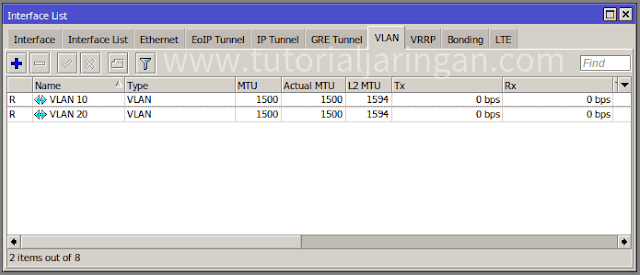 Interface List
Interface Interface List Ethernet EoIP Tunnel IP Tunnel GRE Tunnel VLAN VRRP Bonding LTE
www.tutorialjaringan.com
Find
Name Type MTU Actual MTU L2 MTU Tx Rx
R VLAN 10 VLAN 1500 1500 1594 0 bps 0 bps
R VLAN 20 VLAN 1500 1500 1594 0 bps 0 bps
2 items out of 8